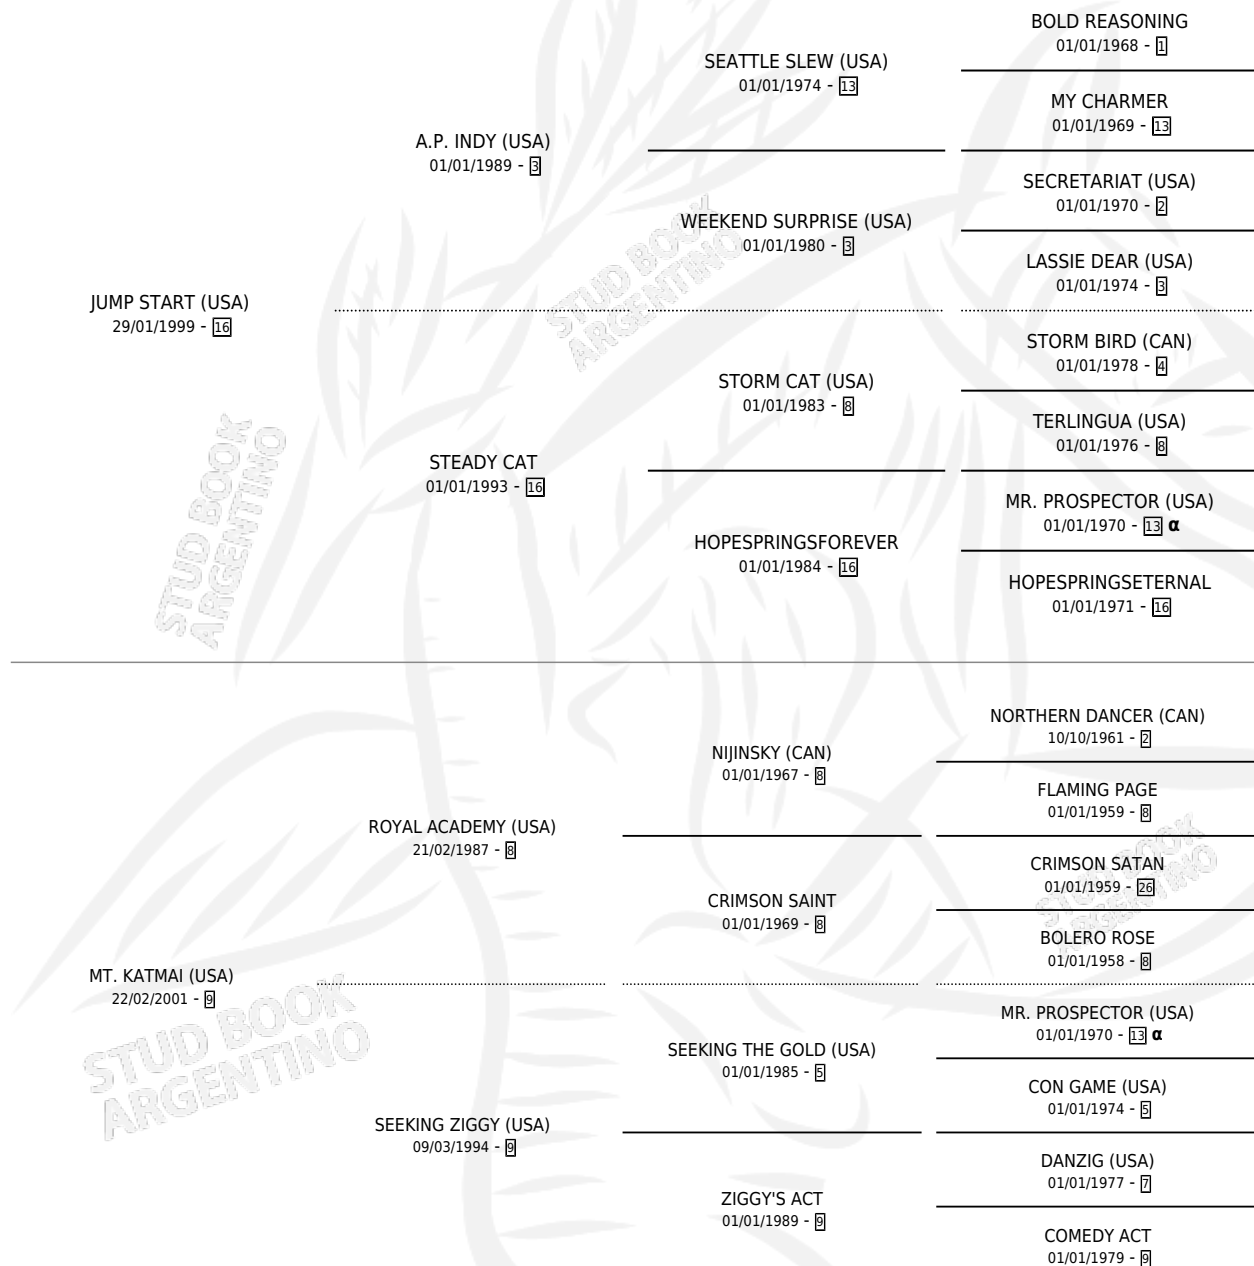 BOLD REASONING
01/01/1968 - 1
SEATTLE SLEW (USA)
01/01/1974 - 13
MY CHARMER
01/01/1969 - 13
A.P. INDY (USA)
01/01/1989 - 3
SECRETARIAT (USA)
01/01/1970 - 2
WEEKEND SURPRISE (USA)
01/01/1980 - 3
LASSIE DEAR (USA)
01/01/1974 - 3
JUMP START (USA)
29/01/1999 - 16
STORM BIRD (CAN)
01/01/1978 - 4
STORM CAT (USA)
01/01/1983 - 8
TERLINGUA (USA)
01/01/1976 - 8
STEADY CAT
01/01/1993 - 16
MR. PROSPECTOR (USA)
01/01/1970 - 13 α
HOPESPRINGSFOREVER
01/01/1984 - 16
HOPESPRINGSETERNAL
01/01/1971 - 16
NORTHERN DANCER (CAN)
10/10/1961 - 2
NIJINSKY (CAN)
01/01/1967 - 8
FLAMING PAGE
01/01/1959 - 8
ROYAL ACADEMY (USA)
21/02/1987 - 8
CRIMSON SATAN
01/01/1959 - 26
CRIMSON SAINT
01/01/1969 - 8
BOLERO ROSE
01/01/1958 - 8
MT. KATMAI (USA)
22/02/2001 - 9
MR. PROSPECTOR (USA)
01/01/1970 - 13 α
SEEKING THE GOLD (USA)
01/01/1985 - 5
CON GAME (USA)
01/01/1974 - 5
SEEKING ZIGGY (USA)
09/03/1994 - 9
DANZIG (USA)
01/01/1977 - 7
ZIGGY'S ACT
01/01/1989 - 9
COMEDY ACT
01/01/1979 - 9
STUD BOOK
ARGENTINO
STUD BOOK
ARGENTINO
STUD BOOK
ARGENTINO
STUD BOOK
ARGENTINO